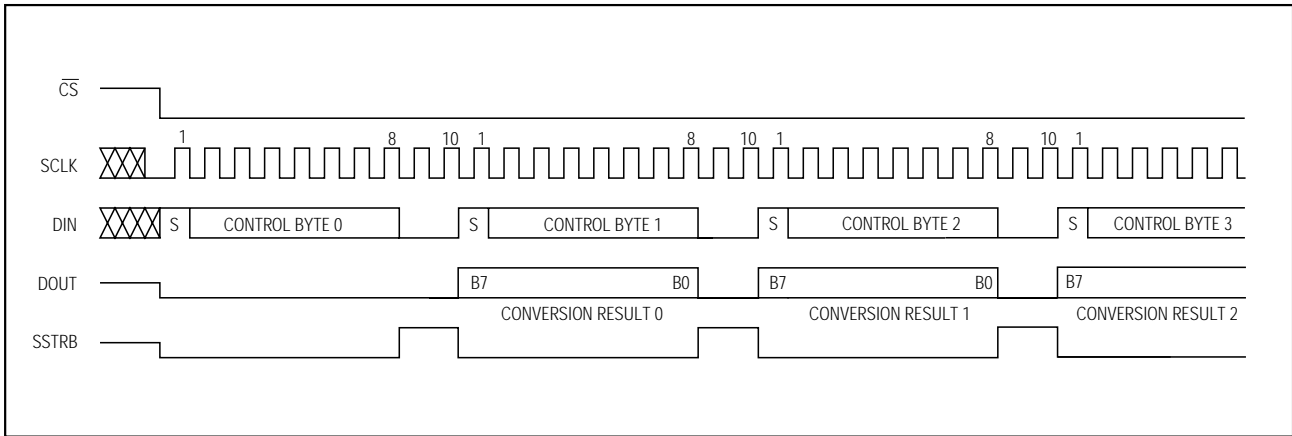 CS
1 8 10 1 8 10 1 8 10 1
SCLK
DIN S CONTROL BYTE 0 S CONTROL BYTE 1 S CONTROL BYTE 2 S CONTROL BYTE 3
DOUT B7 B0 B7 B0 B7
CONVERSION RESULT 0 CONVERSION RESULT 1 CONVERSION RESULT 2
SSTRB